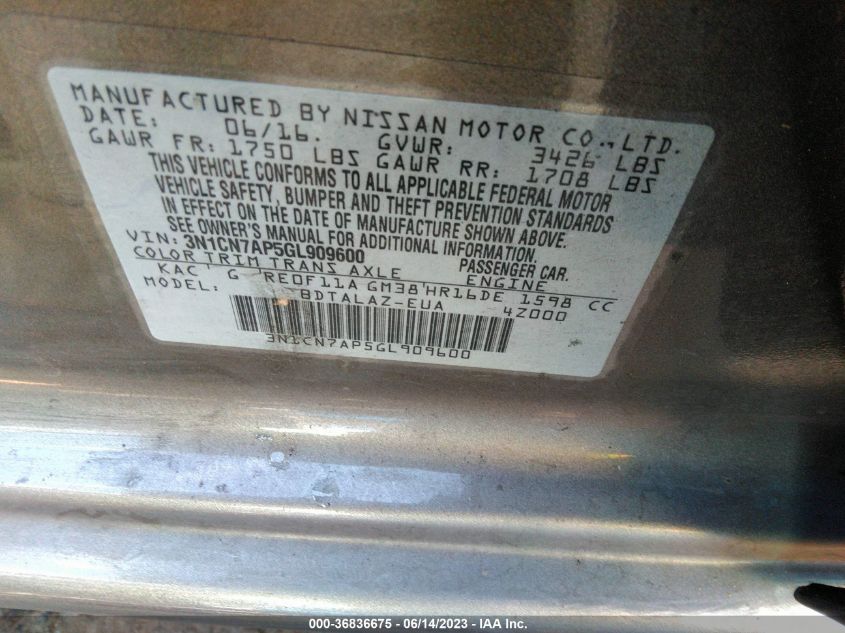 MANUFACTURED BY NISSAN MOTOR CO., LTD.
DATE: 06/16. GVWR: 3426 LBS
GAWR FR: 1750 LBS GAWR RR: 1708 LBS
THIS VEHICLE CONFORMS TO ALL APPLICABLE FEDERAL MOTOR
VEHICLE SAFETY, BUMPER AND THEFT PREVENTION STANDARDS
IN EFFECT ON THE DATE OF MANUFACTURE SHOWN ABOVE.
SEE OWNER'S MANUAL FOR ADDITIONAL INFORMATION.
VIN: 3N1CN7AP5GL909600 PASSENGER CAR.
COLOR TRIM TRANS AXLE ENGINE
KAC G RE0F11A GM38 HR16DE 1598 CC
MODEL: BDTALAZ-EUA 4Z000
3N1CN7AP5GL909600
000-36836675 - 06/14/2023 - IAA Inc.